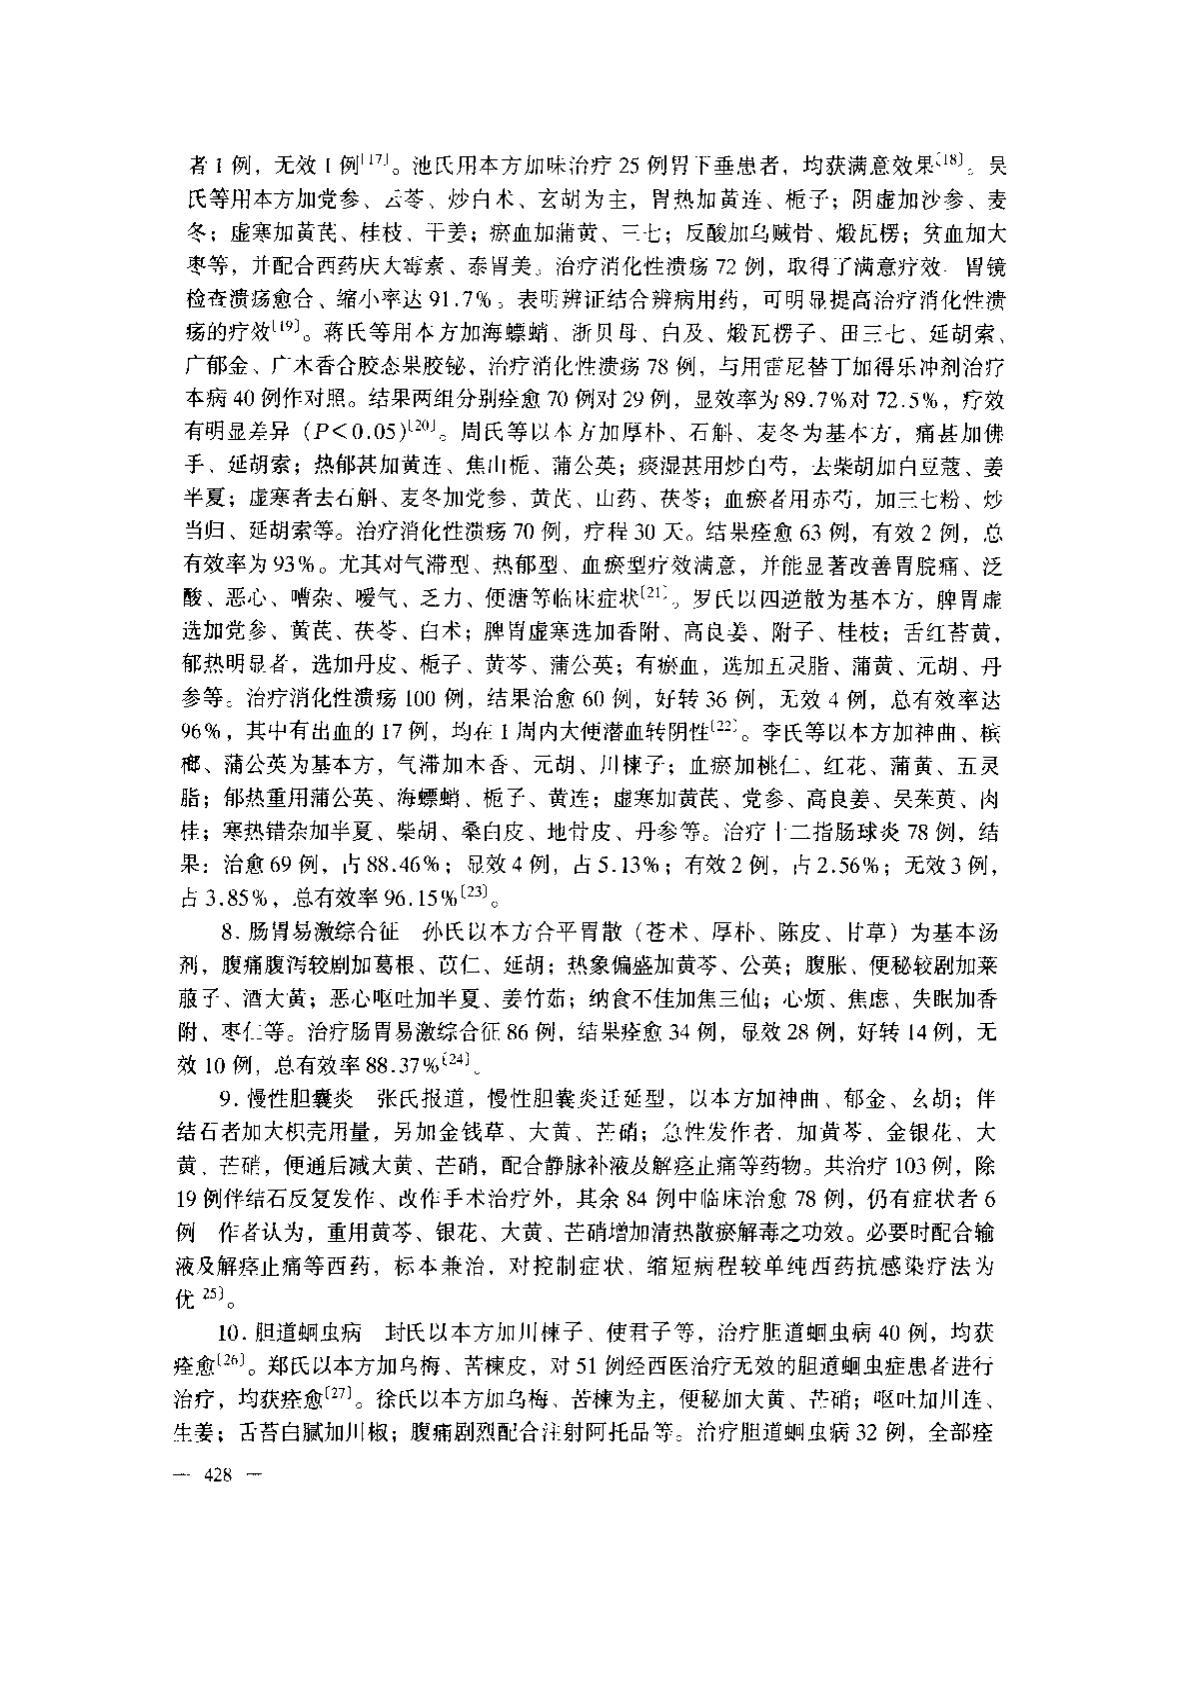 者1例，无效1例[17]。池氏用本方加味治疗25例胃下垂患者，均获满意效果[18]。吴
氏等用本方加党参、云苓、炒白术、玄胡为主，胃热加黄连、栀子；阴虚加沙参、麦
冬；虚寒加黄芪、桂枝、干姜；瘀血加蒲黄、三七；反酸加乌贼骨、煅瓦楞；贫血加大
枣等，并配合西药庆大霉素、泰胃美。治疗消化性溃疡72例，取得了满意疗效. 胃镜
检查溃疡愈合、缩小率达91.7%。表明辨证结合辨病用药，可明显提高治疗消化性溃
疡的疗效[19]。蒋氏等用本方加海螵蛸、浙贝母、白及、煅瓦楞子、田三七、延胡索、
广郁金、广木香合胶态果胶铋，治疗消化性溃疡78例，与用雷尼替丁加得乐冲剂治疗
本病40例作对照。结果两组分别痊愈70例对29例，显效率为89.7%对72.5%，疗效
有明显差异（P<0.05)[20]。周氏等以本方加厚朴、石斛、麦冬为基本方，痛甚加佛
手、延胡索；热郁甚加黄连、焦山栀、蒲公英；痰湿甚用炒白芍，去柴胡加白豆蔻、姜
半夏；虚寒者去石斛、麦冬加党参、黄芪、山药、茯苓；血瘀者用赤芍，加三七粉、炒
当归、延胡索等。治疗消化性溃疡70例，疗程30天。结果痊愈63例，有效2例，总
有效率为93%。尤其对气滞型、热郁型、血瘀型疗效满意，并能显著改善胃脘痛、泛
酸、恶心、嘈杂、嗳气、乏力、便溏等临床症状[21]。罗氏以四逆散为基本方，脾胃虚
选加党参、黄芪、茯苓、白术；脾胃虚寒选加香附、高良姜、附子、桂枝；舌红苔黄，
郁热明显者，选加丹皮、栀子、黄芩、蒲公英；有瘀血，选加五灵脂、蒲黄、元胡、丹
参等。治疗消化性溃疡100例，结果治愈60例，好转36例，无效4例，总有效率达
96%，其中有出血的17例，均在1周内大便潜血转阴性[22]。李氏等以本方加神曲、槟
榔、蒲公英为基本方，气滞加木香、元胡、川楝子；血瘀加桃仁、红花、蒲黄、五灵
脂；郁热重用蒲公英、海螵蛸、栀子、黄连；虚寒加黄芪、党参、高良姜、吴茱萸、肉
桂；寒热错杂加半夏、柴胡、桑白皮、地骨皮、丹参等。治疗十二指肠球炎78例，结
果：治愈69例，占88.46%；显效4例，占5.13%；有效2例，占2.56%；无效3例，
占3.85%，总有效率96.15%[23]。
8. 肠胃易激综合征 孙氏以本方合平胃散（苍术、厚朴、陈皮、甘草）为基本汤
剂，腹痛腹泻较剧加葛根、苡仁、延胡；热象偏盛加黄芩、公英；腹胀、便秘较剧加莱
菔子、酒大黄；恶心呕吐加半夏、姜竹茹；纳食不佳加焦三仙；心烦、焦虑、失眠加香
附、枣仁等。治疗肠胃易激综合征86例，结果痊愈34例，显效28例，好转14例，无
效10例，总有效率88.37%[24]。
9. 慢性胆囊炎 张氏报道，慢性胆囊炎迁延型，以本方加神曲、郁金、玄胡；伴
结石者加大枳壳用量，另加金钱草、大黄、芒硝；急性发作者，加黄芩、金银花、大
黄、芒硝，便通后减大黄、芒硝，配合静脉补液及解痉止痛等药物。共治疗103例，除
19例伴结石反复发作、改作手术治疗外，其余84例中临床治愈78例，仍有症状者6
例 作者认为，重用黄芩、银花、大黄、芒硝增加清热散瘀解毒之功效。必要时配合输
液及解痉止痛等西药，标本兼治，对控制症状、缩短病程较单纯西药抗感染疗法为
优 25]。
10. 胆道蛔虫病 封氏以本方加川楝子、使君子等，治疗胆道蛔虫病40例，均获
痊愈[26]。郑氏以本方加乌梅、苦楝皮，对51例经西医治疗无效的胆道蛔虫症患者进行
治疗，均获痊愈[27]。徐氏以本方加乌梅、苦楝为主，便秘加大黄、芒硝；呕吐加川连、
生姜；舌苔白腻加川椒；腹痛剧烈配合注射阿托品等。治疗胆道蛔虫病32例，全部痊
— 428 —